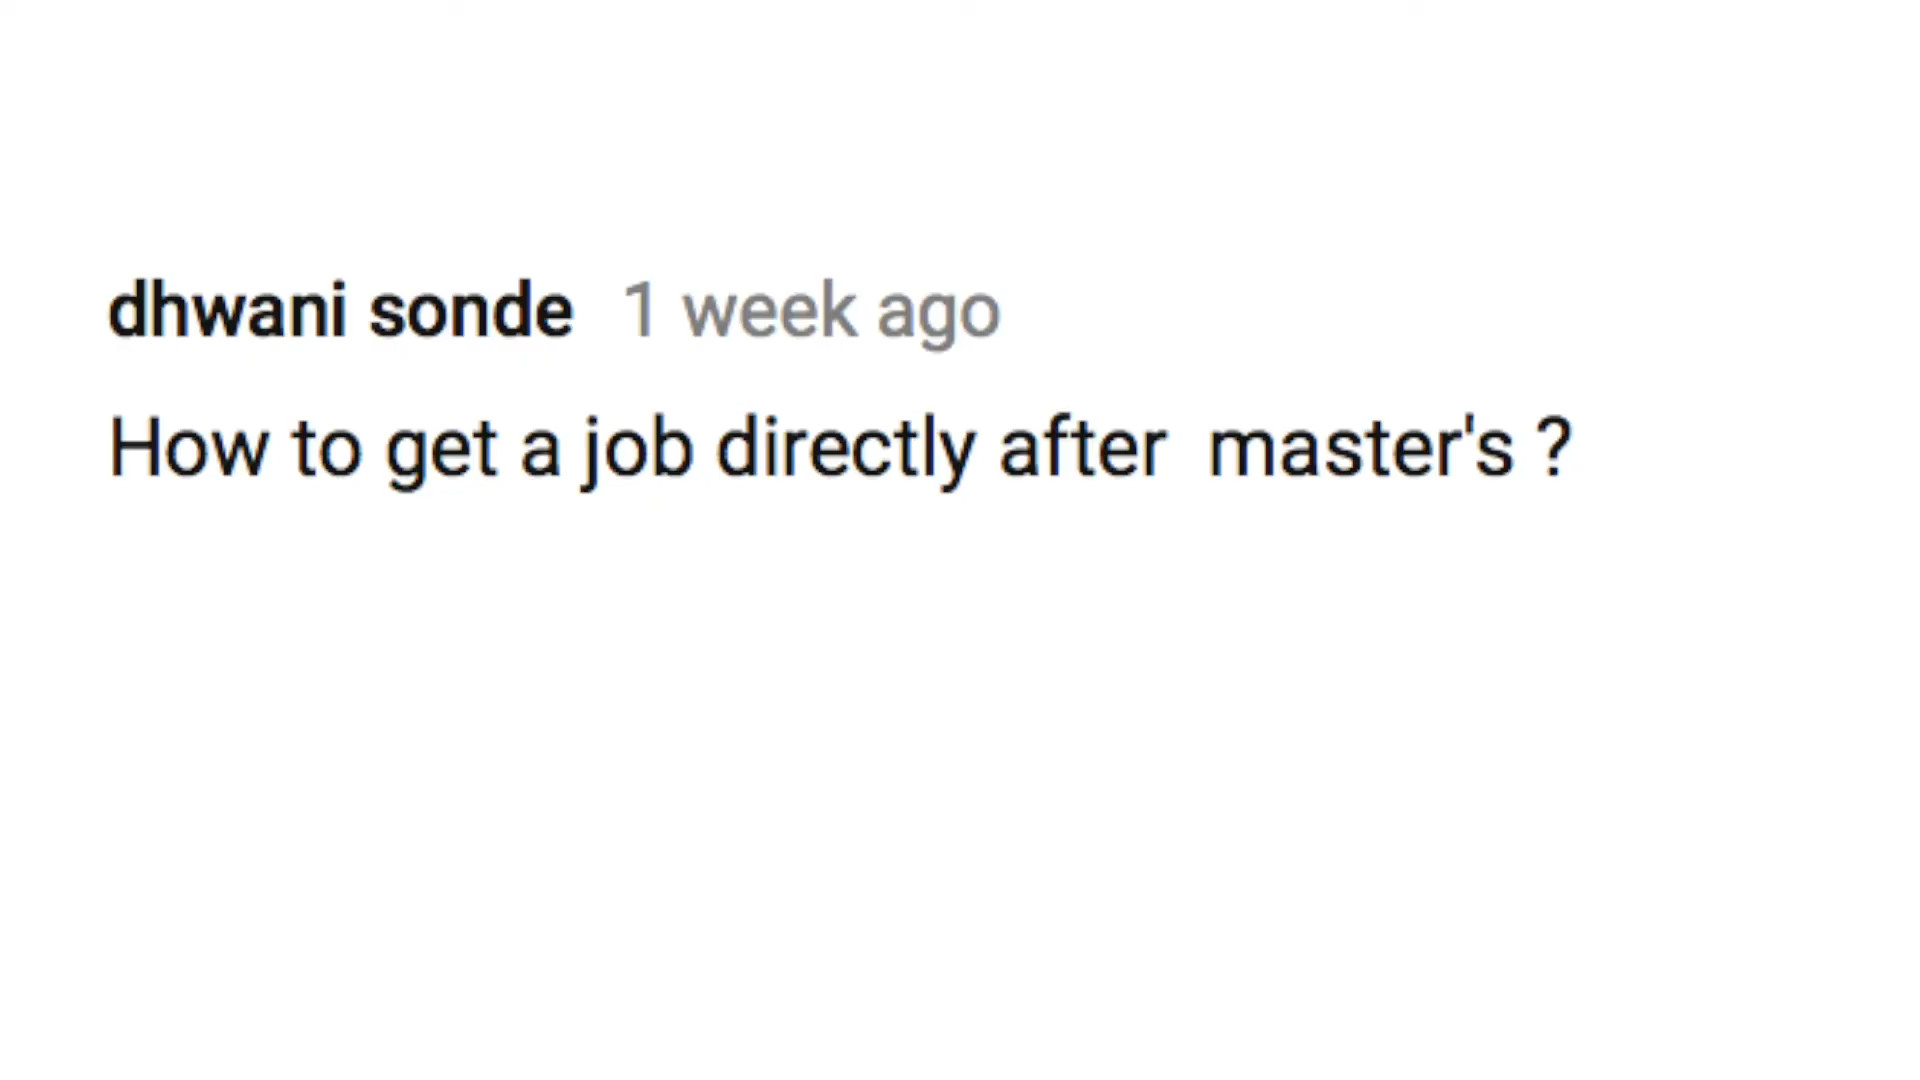 dhwani sonde 1 week ago
How to get a job directly after  master's ?